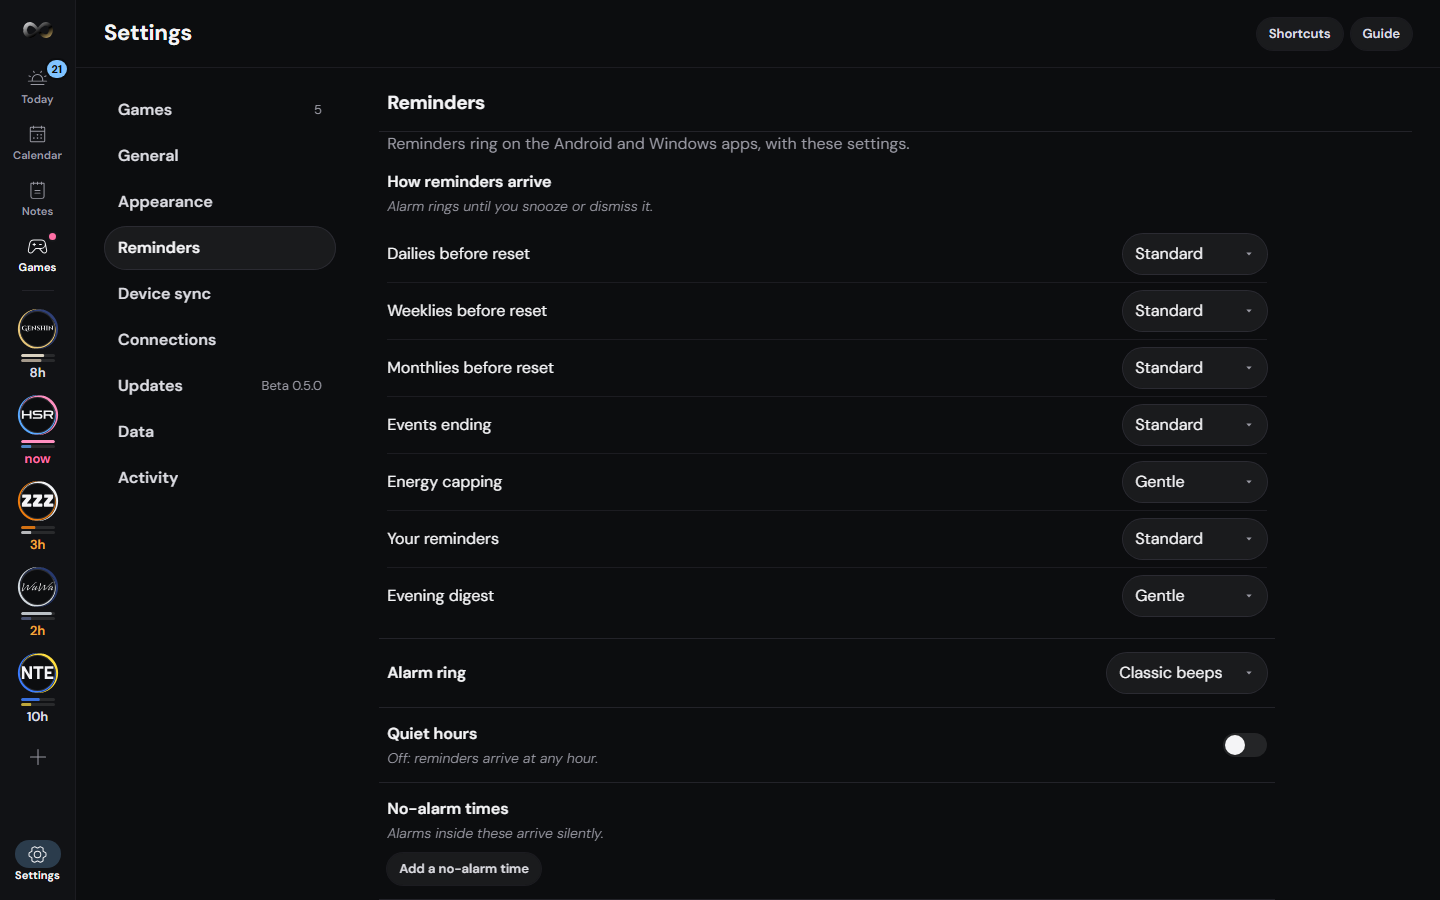 Settings
Shortcuts
Guide
21
Today
Calendar
Notes
Games
GENSHIN
8h
HSR
now
ZZZ
3h
WuWa
2h
NTE
10h
Settings
Games 5
General
Appearance
Reminders
Device sync
Connections
Updates Beta 0.5.0
Data
Activity
Reminders
Reminders ring on the Android and Windows apps, with these settings.
How reminders arrive
Alarm rings until you snooze or dismiss it.
Dailies before reset Standard
Weeklies before reset Standard
Monthlies before reset Standard
Events ending Standard
Energy capping Gentle
Your reminders Standard
Evening digest Gentle
Alarm ring Classic beeps
Quiet hours
Off: reminders arrive at any hour.
No-alarm times
Alarms inside these arrive silently.
Add a no-alarm time